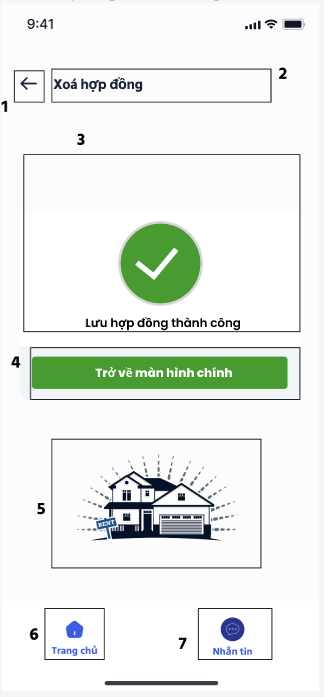 9:41
2
Xoá hợp đồng
1
3
Lưu hợp đồng thành công
4
Trở về màn hình chính
5
RENT
6
Trang chủ
7
Nhắn tin